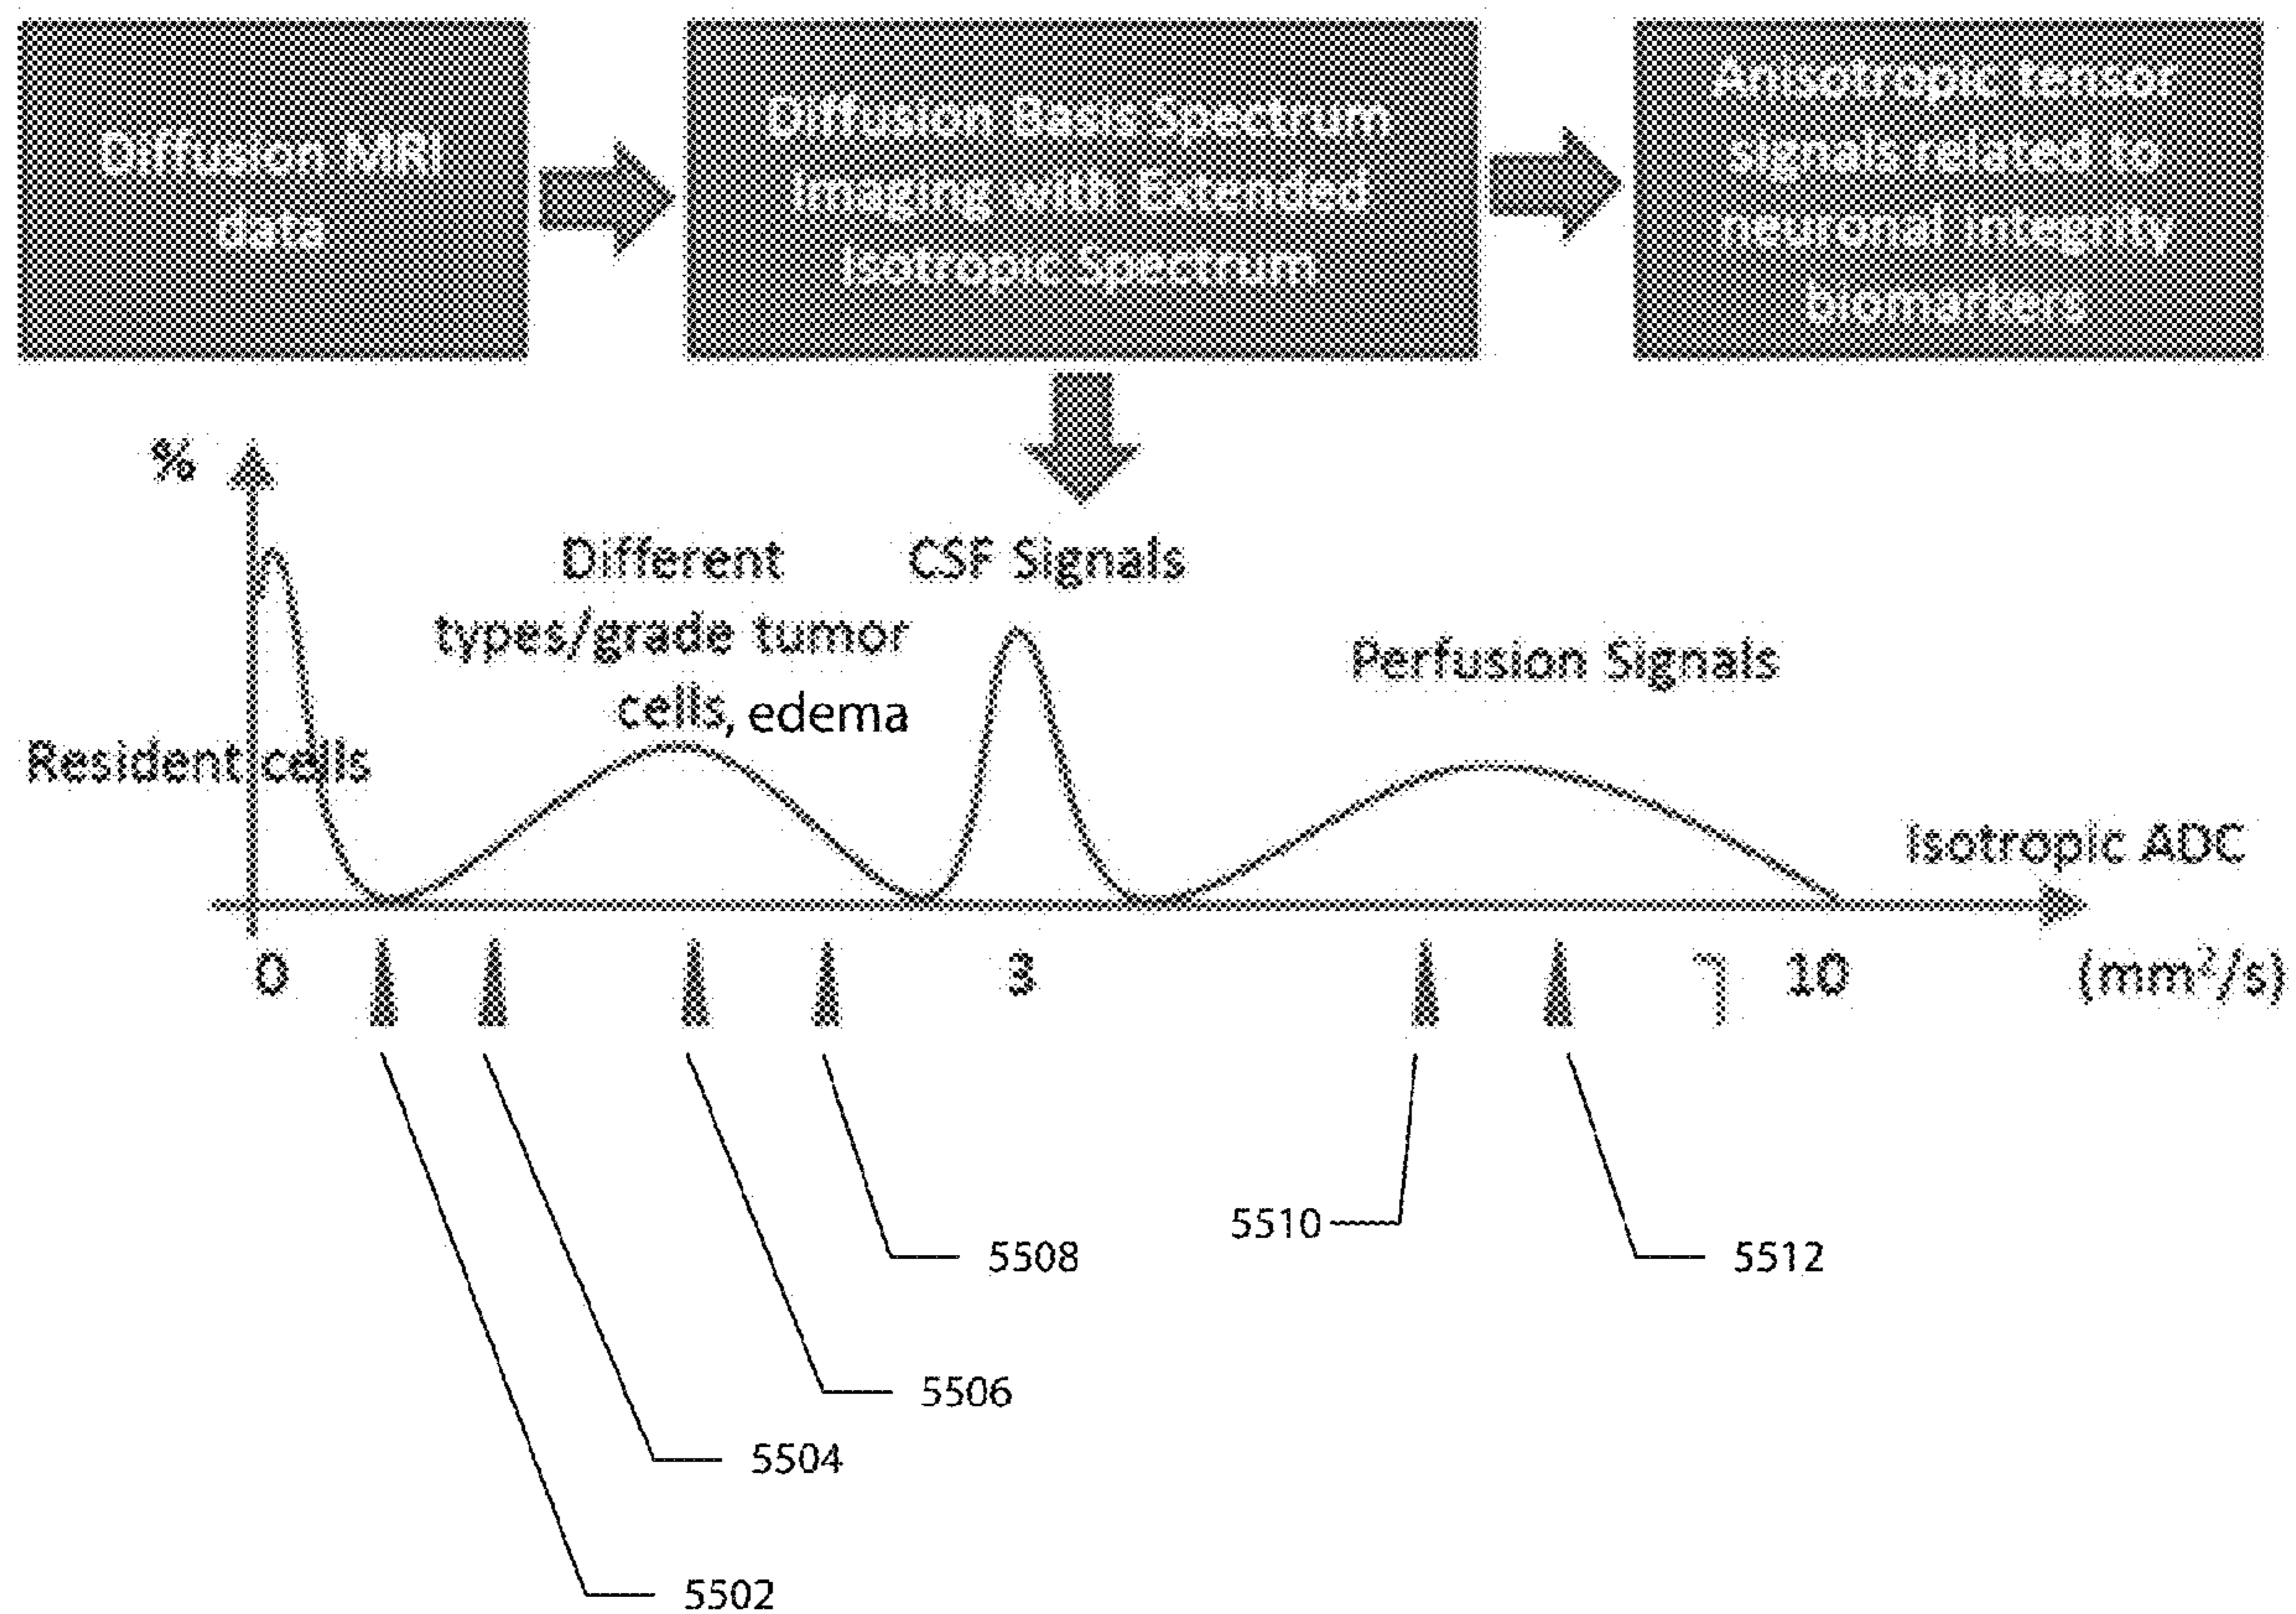 Diffusion MRI
data
Diffusion Basis Spectrum
Imaging with Extended
Isotropic Spectrum
Anisotropic tensor
signals related to
neuronal integrity
biomarkers
%
Different
types/grade tumor
cells, edema
CSF Signals
Perfusion Signals
Resident cells
Isotropic ADC
0
3
10
(mm²/s)
5510
5508
5512
5506
5504
5502